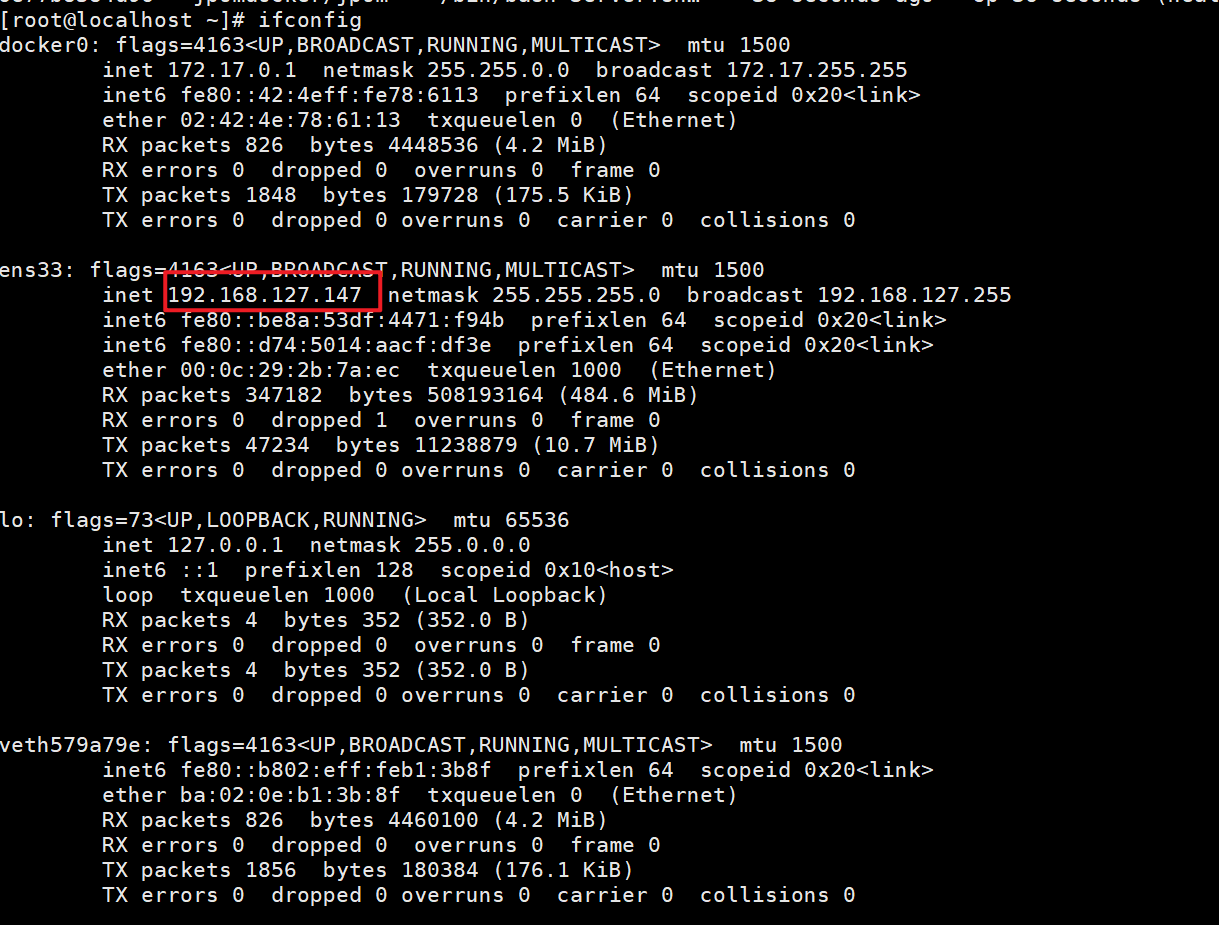 [root@localhost ~]# ifconfig
docker0: flags=4163<UP,BROADCAST,RUNNING,MULTICAST>  mtu 1500
        inet 172.17.0.1  netmask 255.255.0.0  broadcast 172.17.255.255
        inet6 fe80::42:4eff:fe78:6113  prefixlen 64  scopeid 0x20<link>
        ether 02:42:4e:78:61:13  txqueuelen 0  (Ethernet)
        RX packets 826  bytes 4448536 (4.2 MiB)
        RX errors 0  dropped 0  overruns 0  frame 0
        TX packets 1848  bytes 179728 (175.5 KiB)
        TX errors 0  dropped 0 overruns 0  carrier 0  collisions 0

ens33: flags=4163<UP,BROADCAST,RUNNING,MULTICAST>  mtu 1500
        inet 192.168.127.147  netmask 255.255.255.0  broadcast 192.168.127.255
        inet6 fe80::be8a:53df:4471:f94b  prefixlen 64  scopeid 0x20<link>
        inet6 fe80::d74:5014:aacf:df3e  prefixlen 64  scopeid 0x20<link>
        ether 00:0c:29:2b:7a:ec  txqueuelen 1000  (Ethernet)
        RX packets 347182  bytes 508193164 (484.6 MiB)
        RX errors 0  dropped 1  overruns 0  frame 0
        TX packets 47234  bytes 11238879 (10.7 MiB)
        TX errors 0  dropped 0 overruns 0  carrier 0  collisions 0

lo: flags=73<UP,LOOPBACK,RUNNING>  mtu 65536
        inet 127.0.0.1  netmask 255.0.0.0
        inet6 ::1  prefixlen 128  scopeid 0x10<host>
        loop  txqueuelen 1000  (Local Loopback)
        RX packets 4  bytes 352 (352.0 B)
        RX errors 0  dropped 0  overruns 0  frame 0
        TX packets 4  bytes 352 (352.0 B)
        TX errors 0  dropped 0 overruns 0  carrier 0  collisions 0

veth579a79e: flags=4163<UP,BROADCAST,RUNNING,MULTICAST>  mtu 1500
        inet6 fe80::b802:eff:feb1:3b8f  prefixlen 64  scopeid 0x20<link>
        ether ba:02:0e:b1:3b:8f  txqueuelen 0  (Ethernet)
        RX packets 826  bytes 4460100 (4.2 MiB)
        RX errors 0  dropped 0  overruns 0  frame 0
        TX packets 1856  bytes 180384 (176.1 KiB)
        TX errors 0  dropped 0 overruns 0  carrier 0  collisions 0